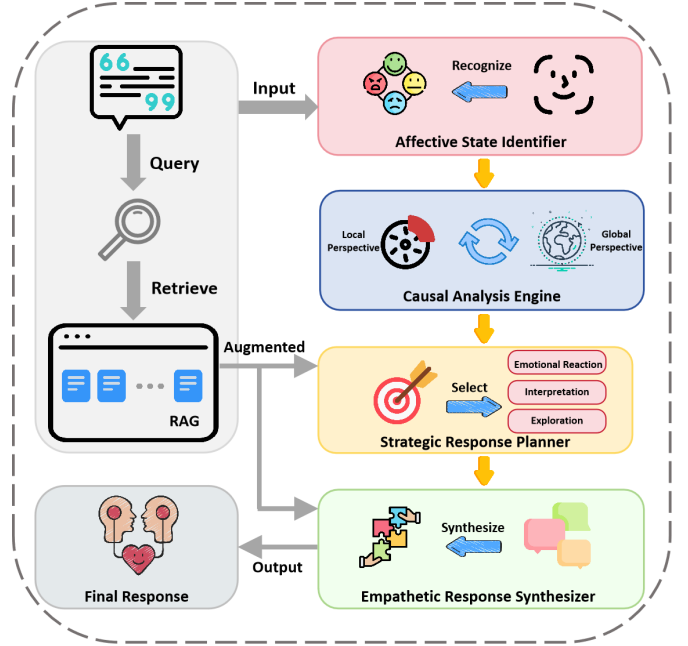 66
99
Query
Retrieve
RAG
Input
Recognize
Affective State Identifier
Local
Perspective
Global
Perspective
Causal Analysis Engine
Augmented
Select
Emotional Reaction
Interpretation
Exploration
Strategic Response Planner
Synthesize
Empathetic Response Synthesizer
Output
Final Response